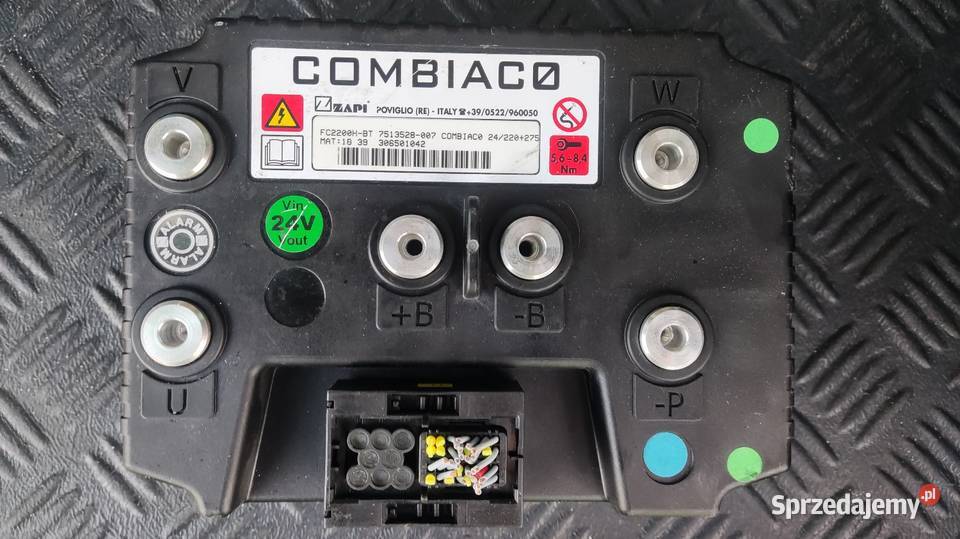 COMBIAC0
V
W
ZAPI POVIGLIO (RE) - ITALY ☎+39/0522/960050
FC2200H-BT 7513528-007 COMBIAC0 24/220+275
MAT:18 39 306501042
5,6-8,4
Nm
ALARM
ALARM
Vin
24V
Vout
+B
-B
U
-P
Sprzedajemy.pl